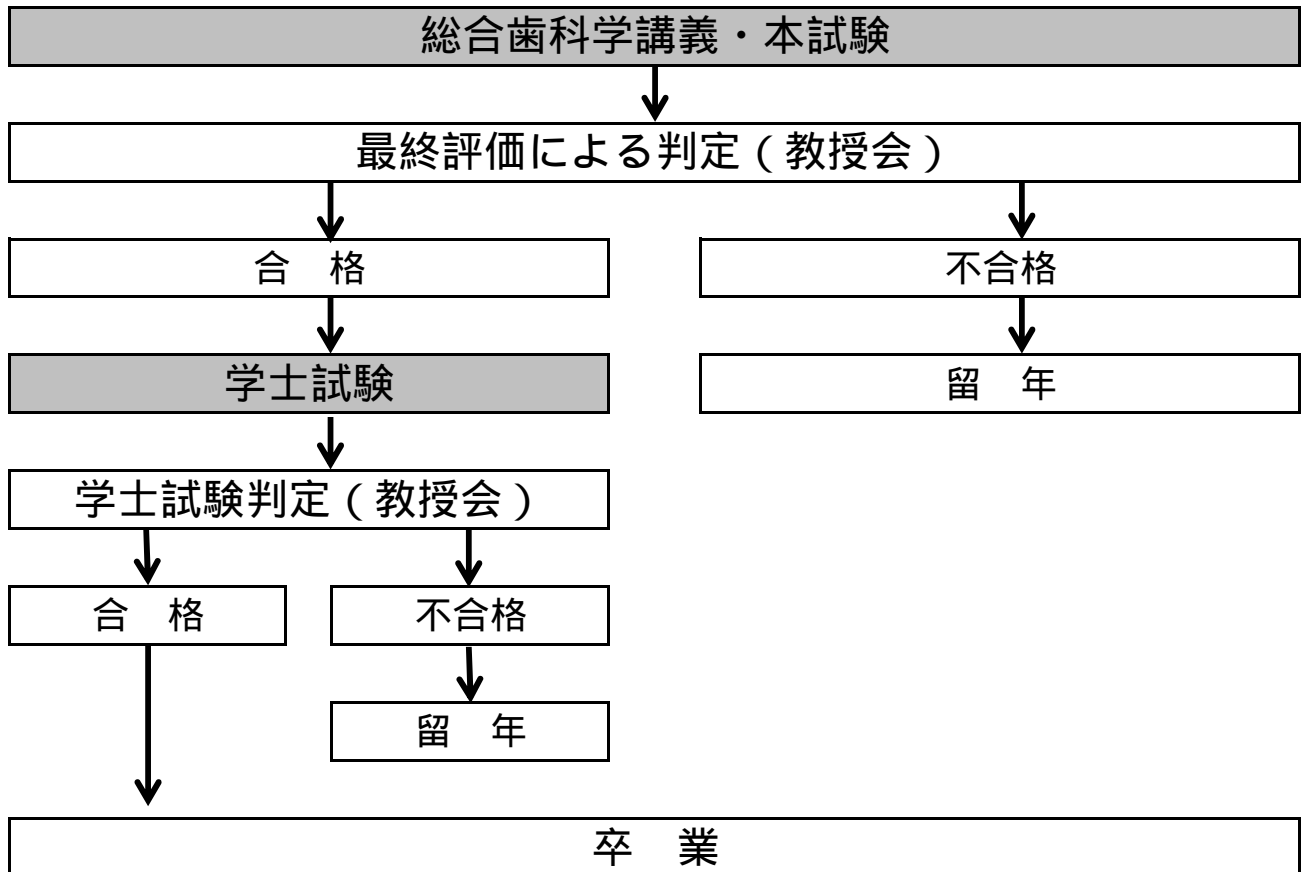 総合歯科学講義・本試験
最終評価による判定(教授会)
合　格
不合格
学士試験
留　年
学士試験判定(教授会)
合　格
不合格
留　年
卒　業